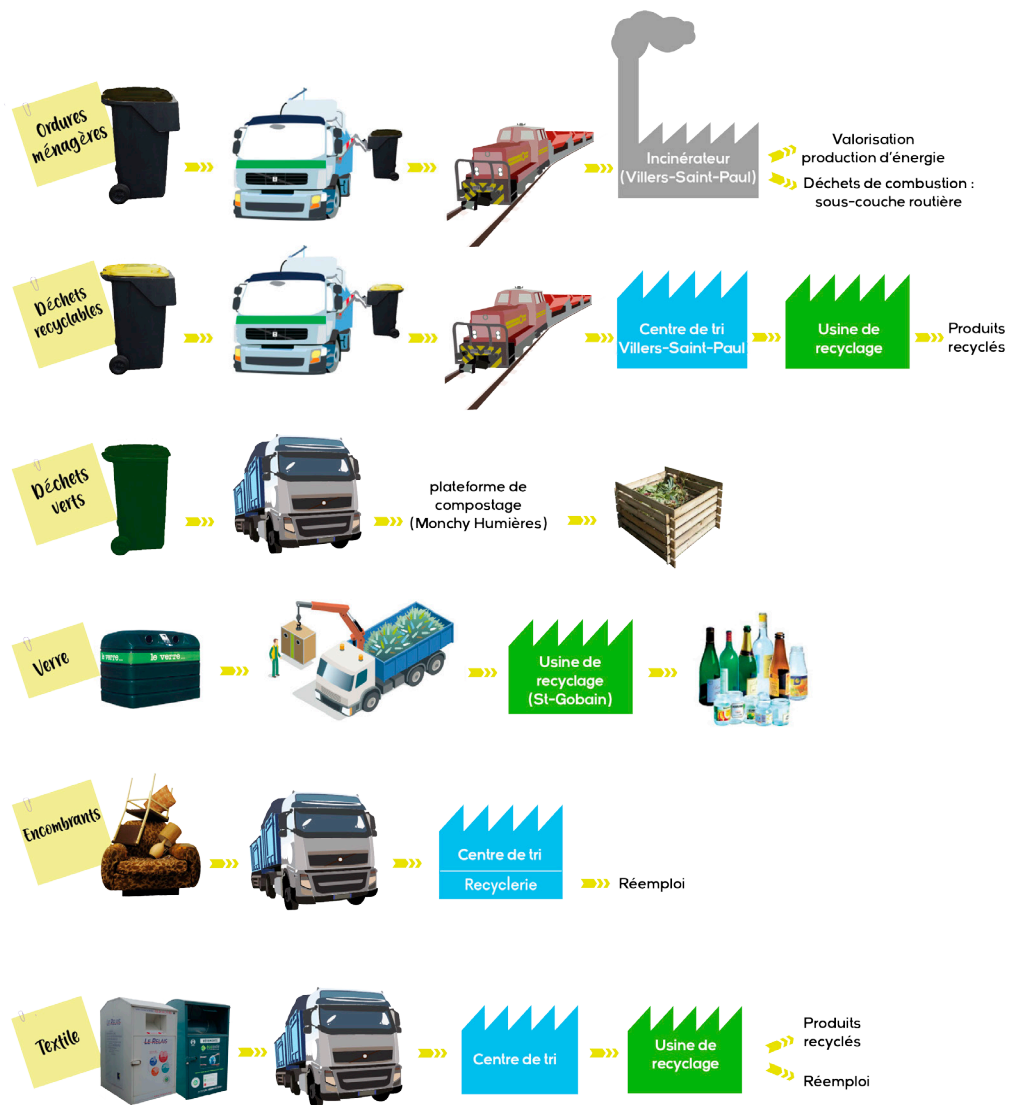 Ordures
ménagères
Incinérateur
(Villers-Saint-Paul)
Valorisation
production d'énergie
Déchets de combustion :
sous-couche routière
Déchets
recyclables
Centre de tri
Villers-Saint-Paul
Usine de
recyclage
Produits
recyclés
Déchets
verts
plateforme de
compostage
(Monchy Humières)
Verre
le verre...
le verre...
Usine de
recyclage
(St-Gobain)
Encombrants
Centre de tri
Recyclerie
Réemploi
Textile
LE RELAIS
Centre de tri
Usine de
recyclage
Produits
recyclés
Réemploi